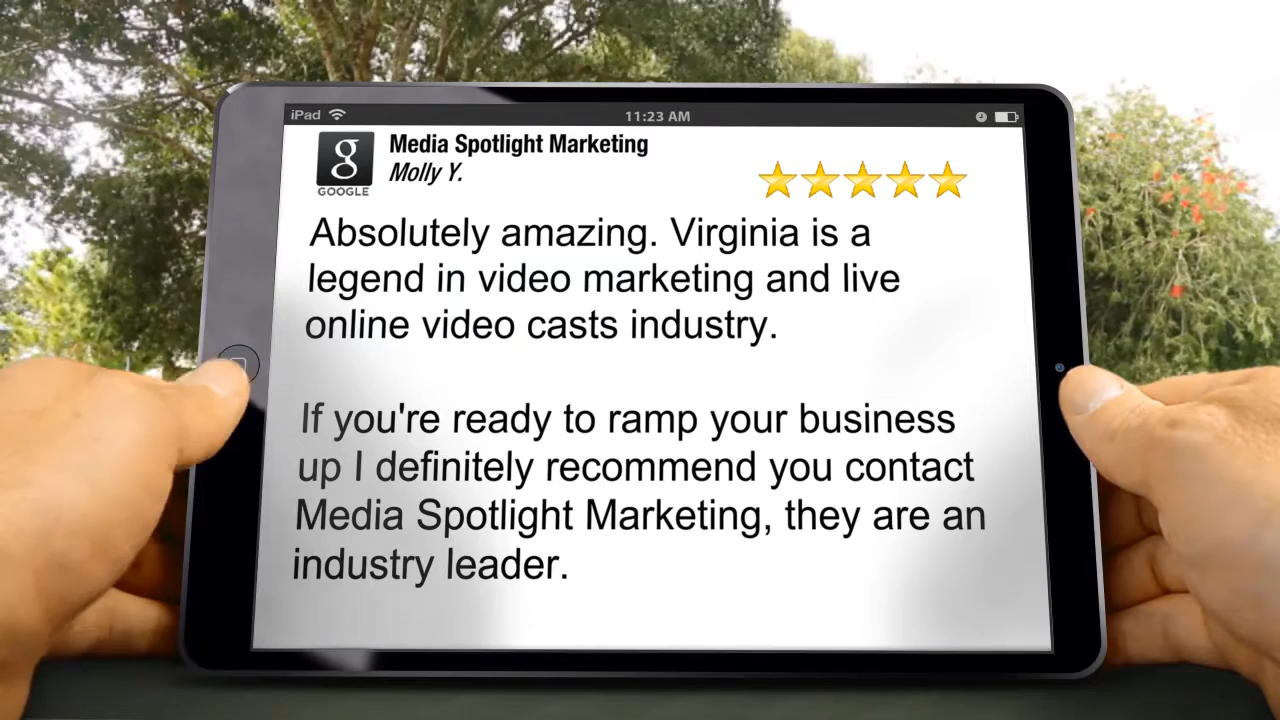 iPad 11:23 AM
g
GOOGLE
Media Spotlight Marketing
Molly Y.
Absolutely amazing. Virginia is a
legend in video marketing and live
online video casts industry.
If you're ready to ramp your business
up I definitely recommend you contact
Media Spotlight Marketing, they are an
industry leader.